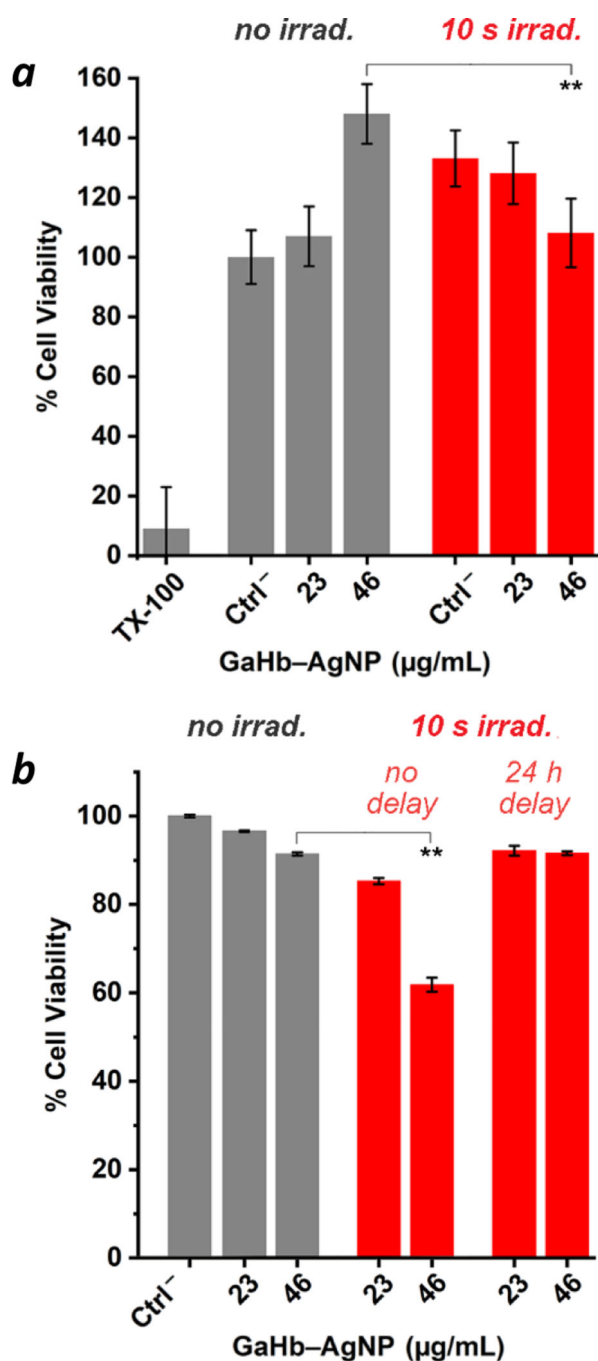 no irrad. 10 s irrad.
a
160
**
140
120
100
80
60
40
20
0
% Cell Viability
TX-100 Ctrl⁻ 23 46 Ctrl⁻ 23 46
GaHb–AgNP (µg/mL)
no irrad. 10 s irrad.
b
no delay
24 h delay
100
**
80
60
40
20
0
% Cell Viability
Ctrl⁻ 23 46 23 46 23 46
GaHb–AgNP (µg/mL)